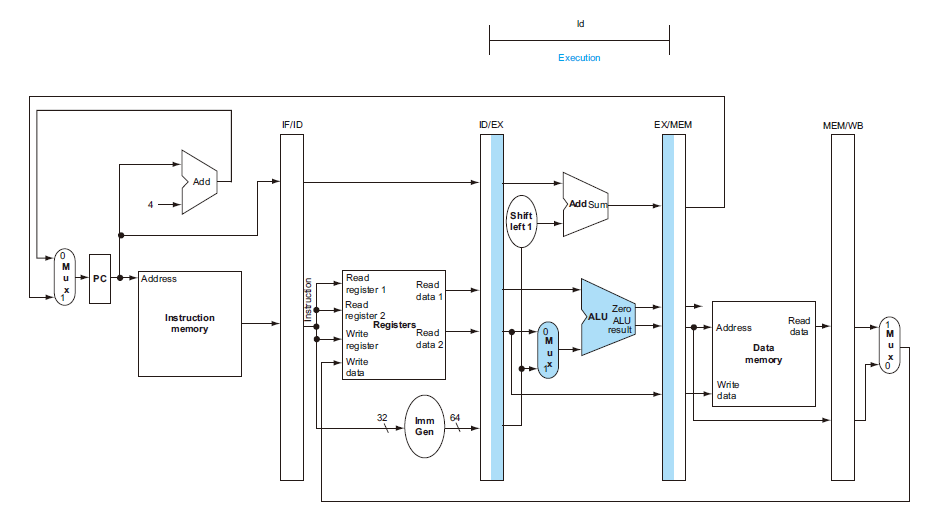 ld
Execution
IF/ID
ID/EX
EX/MEM
MEM/WB
Add
4
Shift
left 1
Add Sum
0
M
u
x
1
PC
Address
Instruction
memory
Instruction
Read
register 1
Read
register 2
Write
register
Write
data
Registers
Read
data 1
Read
data 2
32
Imm
Gen
64
0
M
u
x
1
ALU
Zero
ALU
result
Address
Write
data
Data
memory
Read
data
1
M
u
x
0